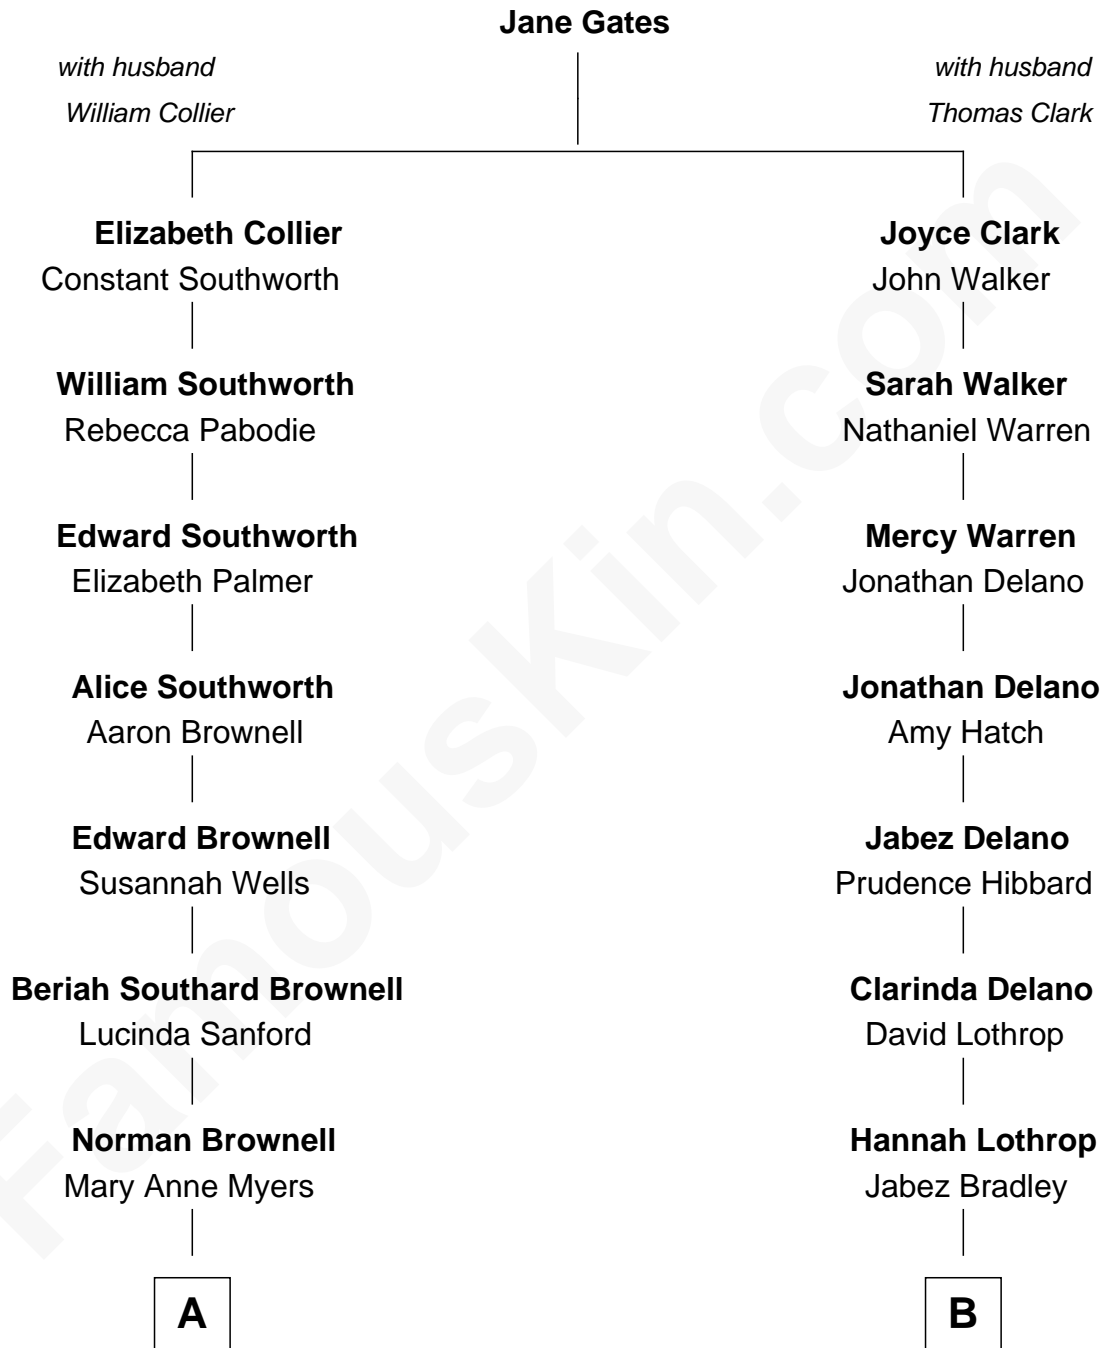 Jane Gates
with husband
William Collier
with husband
Thomas Clark
Elizabeth Collier
Constant Southworth
Joyce Clark
John Walker
William Southworth
Rebecca Pabodie
Sarah Walker
Nathaniel Warren
Edward Southworth
Elizabeth Palmer
Mercy Warren
Jonathan Delano
Alice Southworth
Aaron Brownell
Jonathan Delano
Amy Hatch
Edward Brownell
Susannah Wells
Jabez Delano
Prudence Hibbard
Beriah Southard Brownell
Lucinda Sanford
Clarinda Delano
David Lothrop
Norman Brownell
Mary Anne Myers
Hannah Lothrop
Jabez Bradley
A
B
FamousKin.com